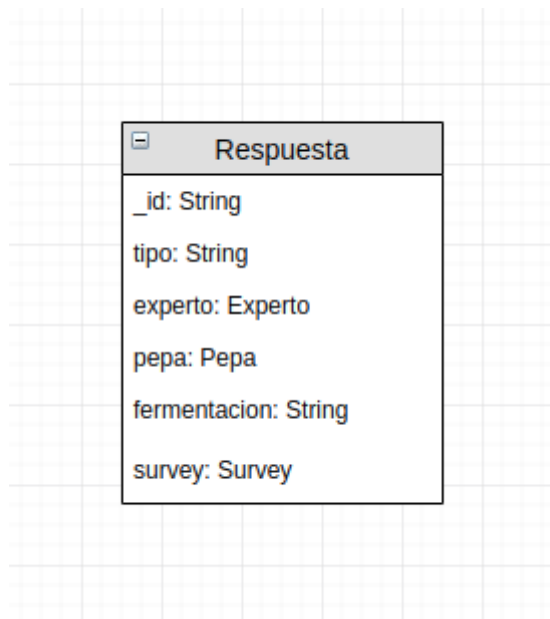 Respuesta
_id: String
tipo: String
experto: Experto
pepa: Pepa
fermentacion: String
survey: Survey